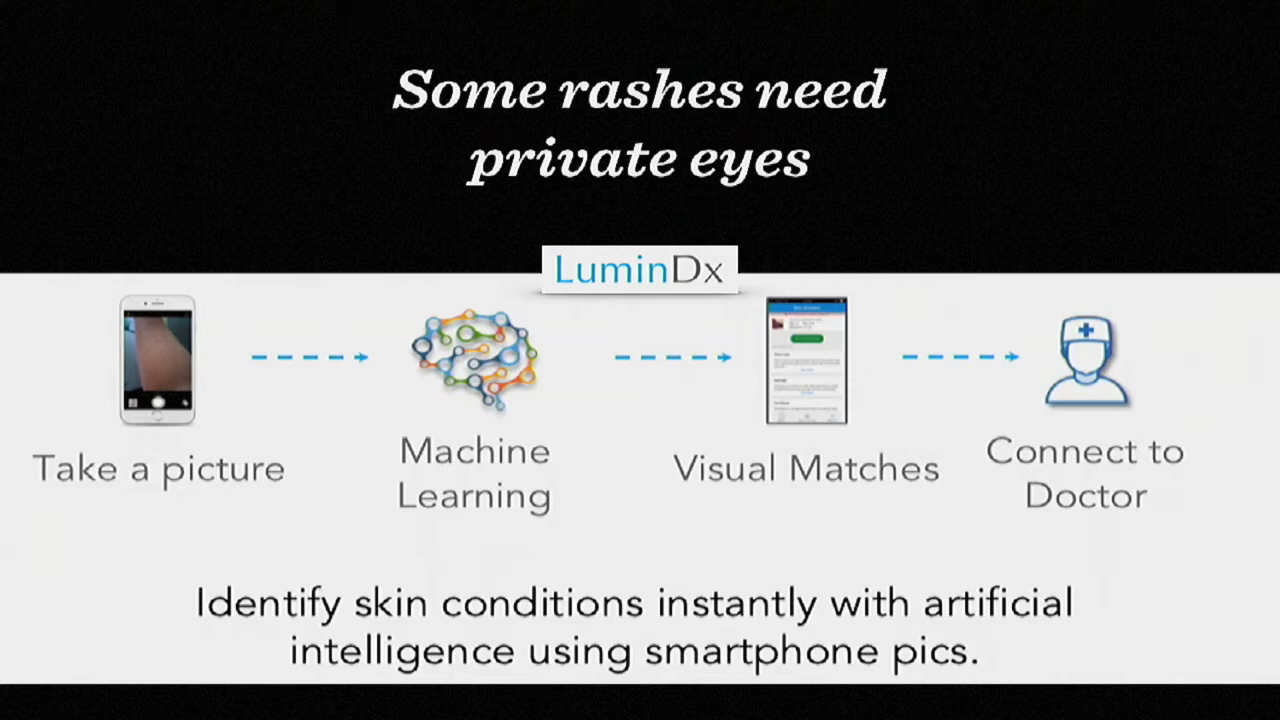 Some rashes need
private eyes
LuminDx
Take a picture
Machine
Learning
Visual Matches
Connect to
Doctor
Identify skin conditions instantly with artificial
intelligence using smartphone pics.